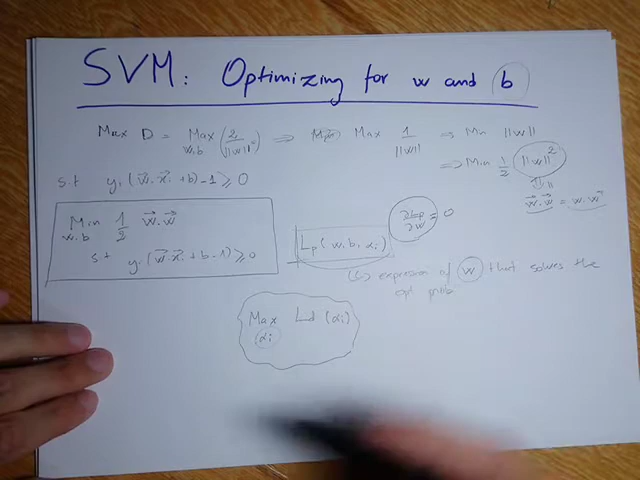 SVM: Optimizing for w and b
Max D = Max w,b (2/||w||²) ⇒ Max 1/||w|| ⇒ Min ||w||
⇒ Min 1/2 ||w||²
s.t yᵢ(w⃗.x⃗ᵢ + b)-1 ⩾ 0
w⃗.w⃗ = w.w⃗
Min w,b 1/2 w⃗.w⃗
s.t yᵢ(w⃗.x⃗ᵢ + b-1) ⩾ 0
Lp(w,b,αᵢ)
∂Lp/∂w = 0
expression of w that solves the
opt prob
Max αᵢ Ld (αᵢ)